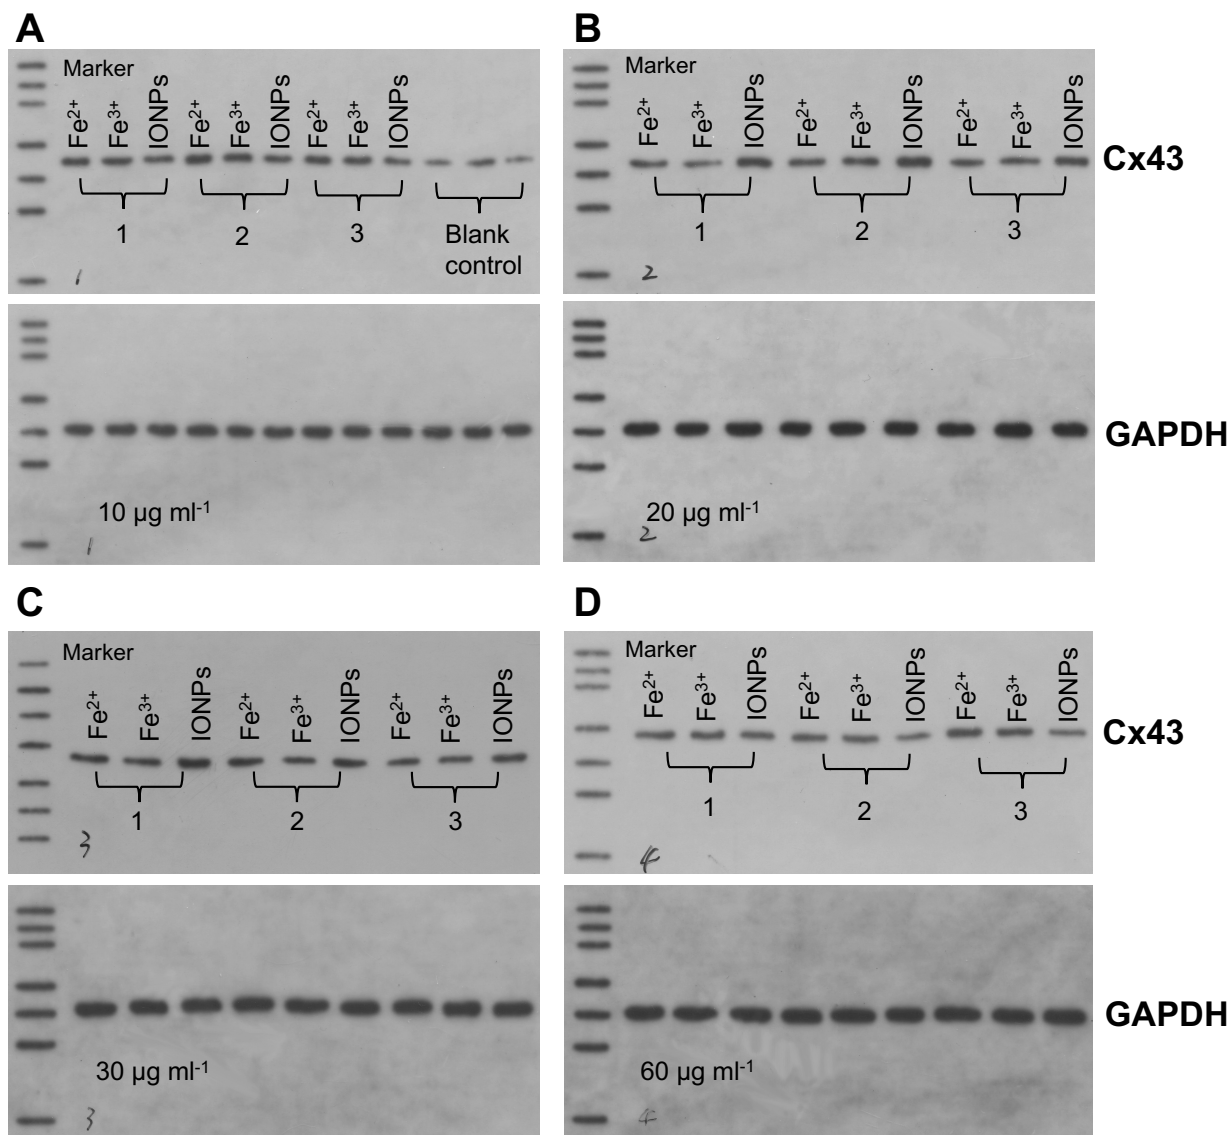 A
B
Marker
Fe2+ Fe3+ IONPs Fe2+ Fe3+ IONPs Fe2+ Fe3+ IONPs
1 2 3 Blank control
1
Marker
Fe2+ Fe3+ IONPs Fe2+ Fe3+ IONPs Fe2+ Fe3+ IONPs
Cx43
1 2 3
2
10 µg ml-1
1
20 µg ml-1
2
GAPDH
C
D
Marker
Fe2+ Fe3+ IONPs Fe2+ Fe3+ IONPs Fe2+ Fe3+ IONPs
1 2 3
3
Marker
Fe2+ Fe3+ IONPs Fe2+ Fe3+ IONPs Fe2+ Fe3+ IONPs
Cx43
1 2 3
4
30 µg ml-1
3
60 µg ml-1
4
GAPDH